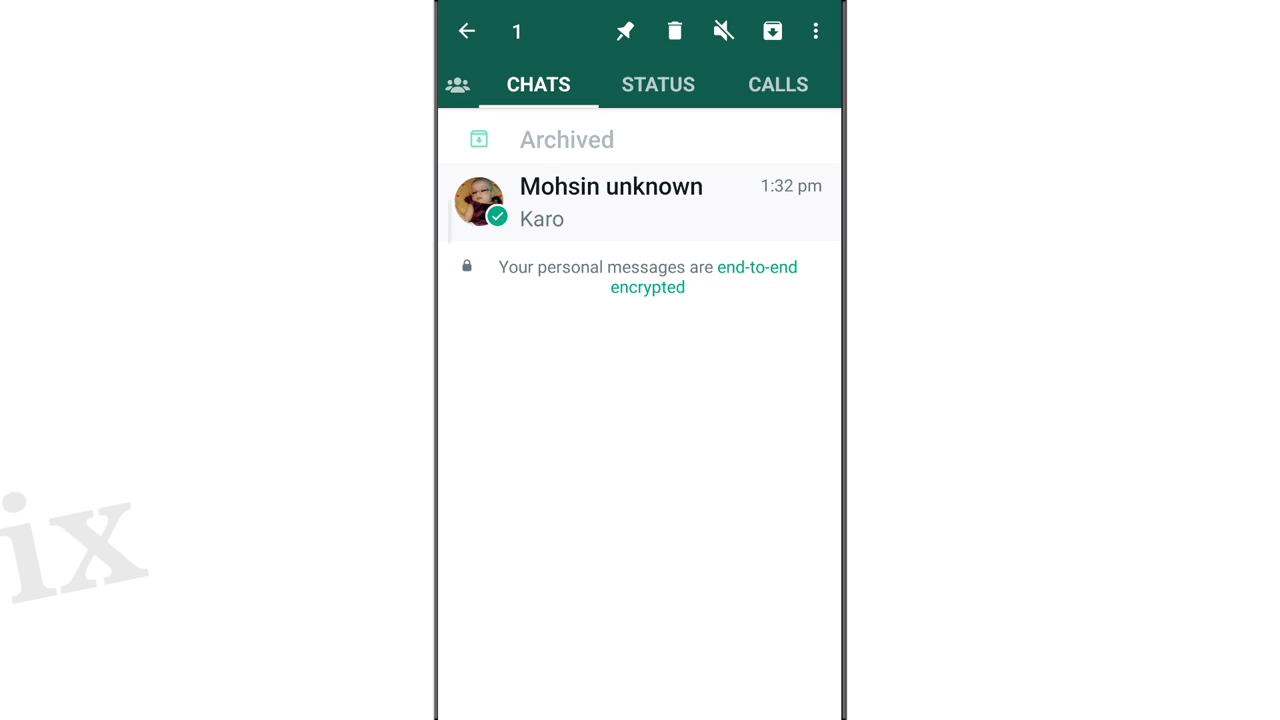 1
CHATS STATUS CALLS
Archived
Mohsin unknown 1:32 pm
Karo
Your personal messages are end-to-end
encrypted
ix